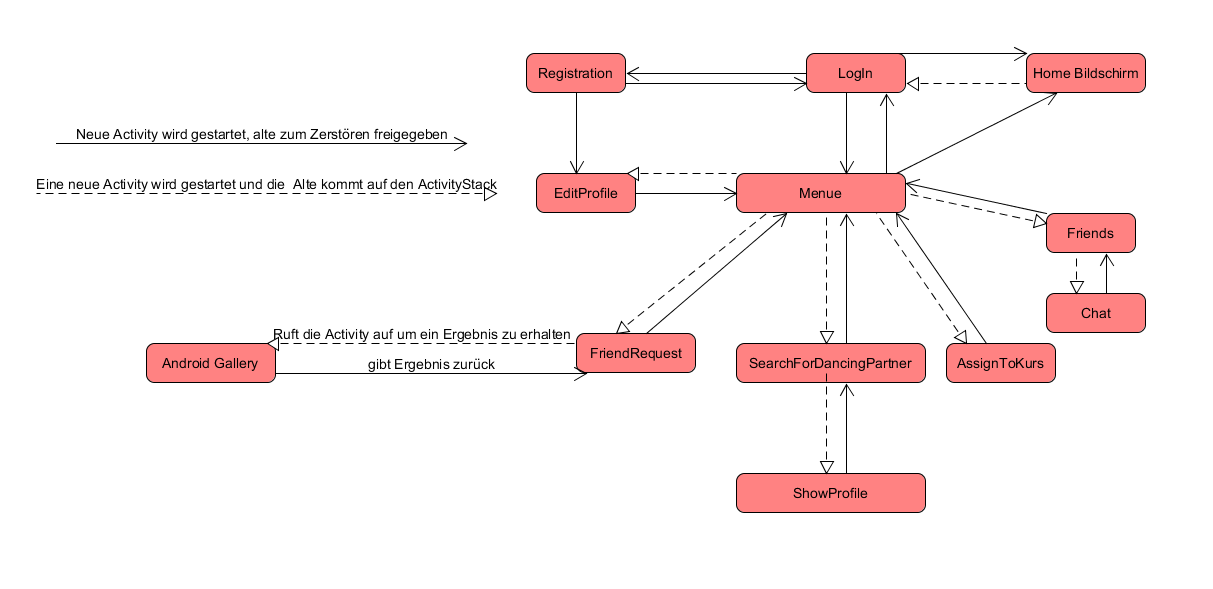 Registration
LogIn
Home Bildschirm
Neue Activity wird gestartet, alte zum Zerstören freigegeben
Eine neue Activity wird gestartet und die  Alte kommt auf den ActivityStack
EditProfile
Menue
Friends
Chat
Ruft die Activity auf um ein Ergebnis zu erhalten
FriendRequest
Android Gallery
gibt Ergebnis zurück
SearchForDancingPartner
AssignToKurs
ShowProfile